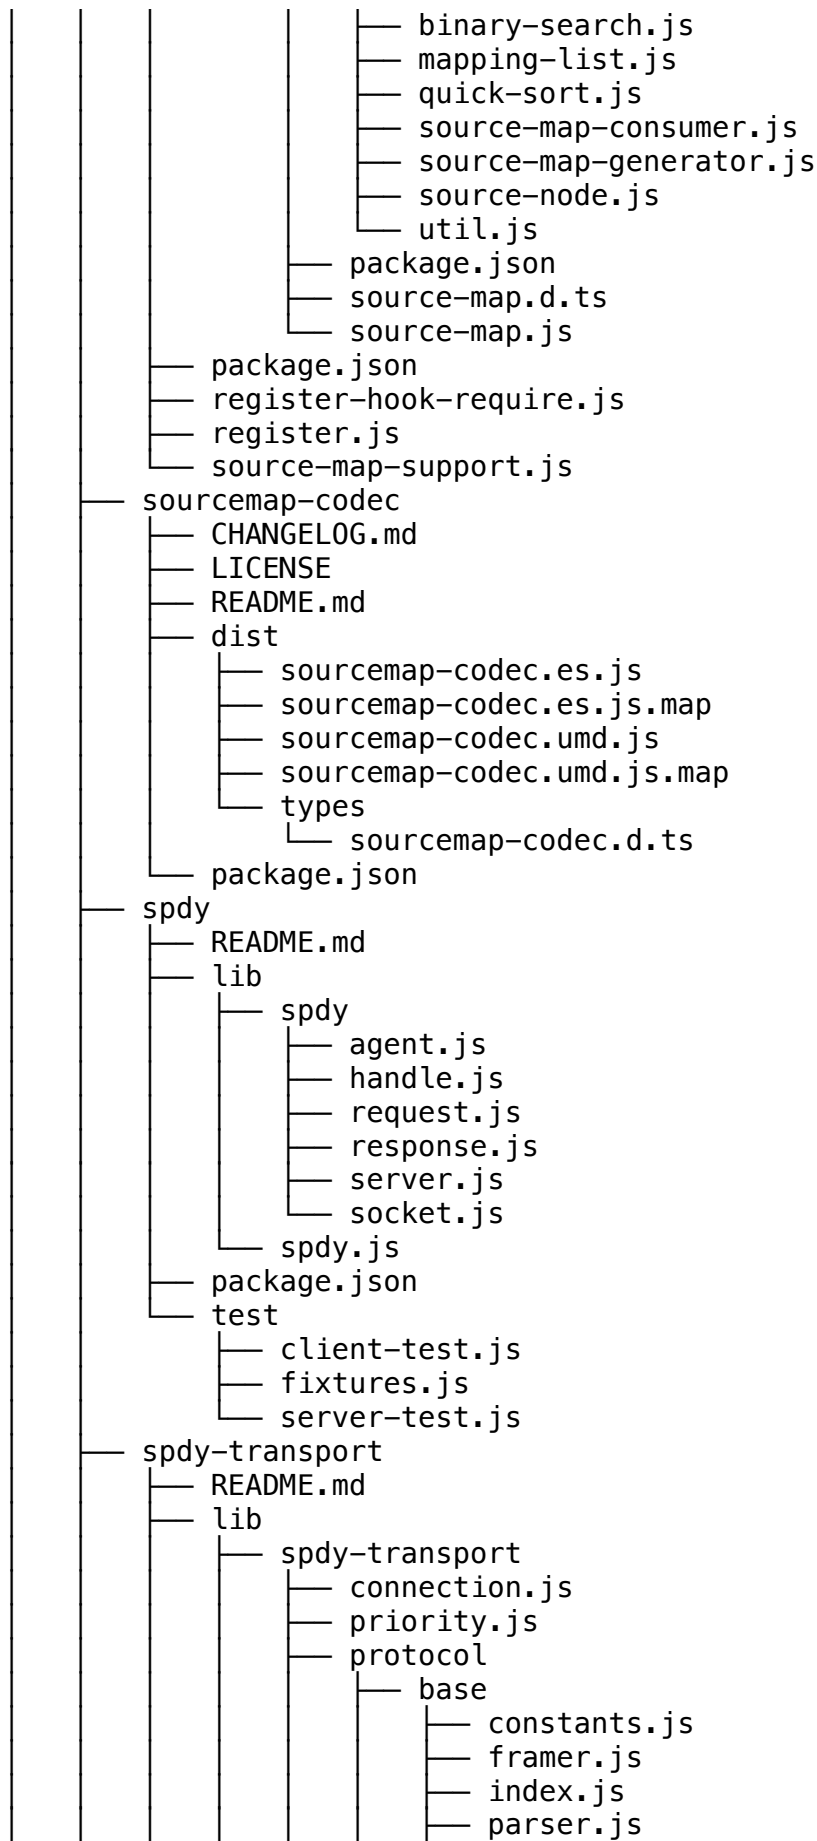 │   │   │       │   ├── binary-search.js
│   │   │       │   ├── mapping-list.js
│   │   │       │   ├── quick-sort.js
│   │   │       │   ├── source-map-consumer.js
│   │   │       │   ├── source-map-generator.js
│   │   │       │   ├── source-node.js
│   │   │       │   └── util.js
│   │   │       ├── package.json
│   │   │       ├── source-map.d.ts
│   │   │       └── source-map.js
│   │   ├── package.json
│   │   ├── register-hook-require.js
│   │   ├── register.js
│   │   └── source-map-support.js
│   ├── sourcemap-codec
│   │   ├── CHANGELOG.md
│   │   ├── LICENSE
│   │   ├── README.md
│   │   ├── dist
│   │   │   ├── sourcemap-codec.es.js
│   │   │   ├── sourcemap-codec.es.js.map
│   │   │   ├── sourcemap-codec.umd.js
│   │   │   ├── sourcemap-codec.umd.js.map
│   │   │   └── types
│   │   │       └── sourcemap-codec.d.ts
│   │   └── package.json
│   ├── spdy
│   │   ├── README.md
│   │   ├── lib
│   │   │   ├── spdy
│   │   │   │   ├── agent.js
│   │   │   │   ├── handle.js
│   │   │   │   ├── request.js
│   │   │   │   ├── response.js
│   │   │   │   ├── server.js
│   │   │   │   └── socket.js
│   │   │   └── spdy.js
│   │   ├── package.json
│   │   └── test
│   │       ├── client-test.js
│   │       ├── fixtures.js
│   │       └── server-test.js
│   ├── spdy-transport
│   │   ├── README.md
│   │   ├── lib
│   │   │   ├── spdy-transport
│   │   │   │   ├── connection.js
│   │   │   │   ├── priority.js
│   │   │   │   ├── protocol
│   │   │   │   │   ├── base
│   │   │   │   │   │   ├── constants.js
│   │   │   │   │   │   ├── framer.js
│   │   │   │   │   │   ├── index.js
│   │   │   │   │   │   ├── parser.js